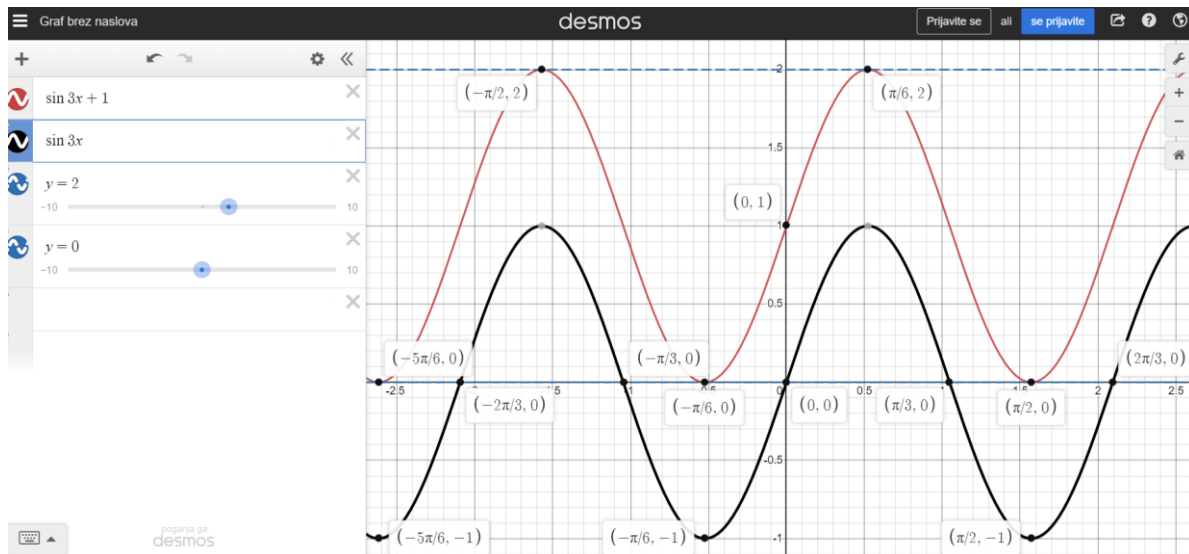 Graf brez naslova
desmos
Prijavite se ali se prijavite
sin 3x + 1
sin 3x
y = 2
-10 10
y = 0
-10 10
poganja ga
desmos
2
(−π/2, 2) (π/6, 2)
1.5
(0, 1) 1
0.5
(−5π/6, 0) (−π/3, 0) (2π/3, 0)
-2.5 0.5 1 2 2.5
(−2π/3, 0) (−π/6, 0) (0, 0) (π/3, 0) (π/2, 0)
-0.5
(−5π/6, −1) (−π/6, −1) -1 (π/2, −1)